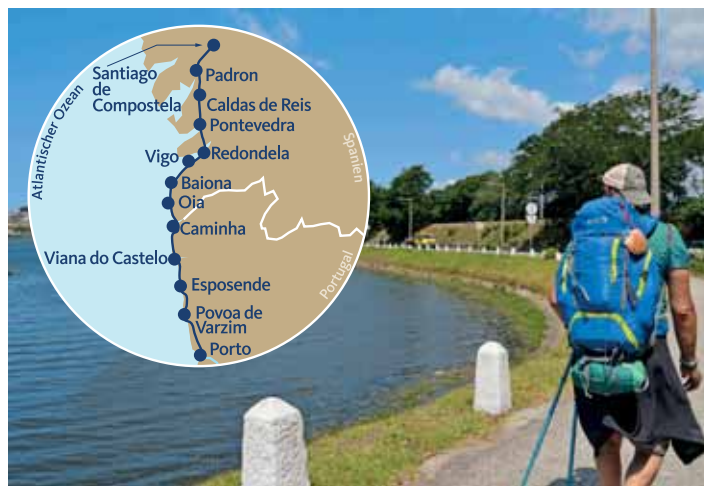 Santiago
de
Compostela
Padron
Caldas de Reis
Pontevedra
Vigo
Redondela
Baiona
Oia
Caminha
Viana do Castelo
Esposende
Povoa de
Varzim
Porto
Atlantischer Ozean
Spanien
Portugal